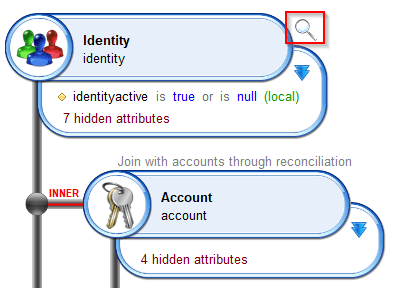 Identity
identity
identityactive is true or is null (local)
7 hidden attributes
Join with accounts through reconciliation
INNER
Account
account
4 hidden attributes